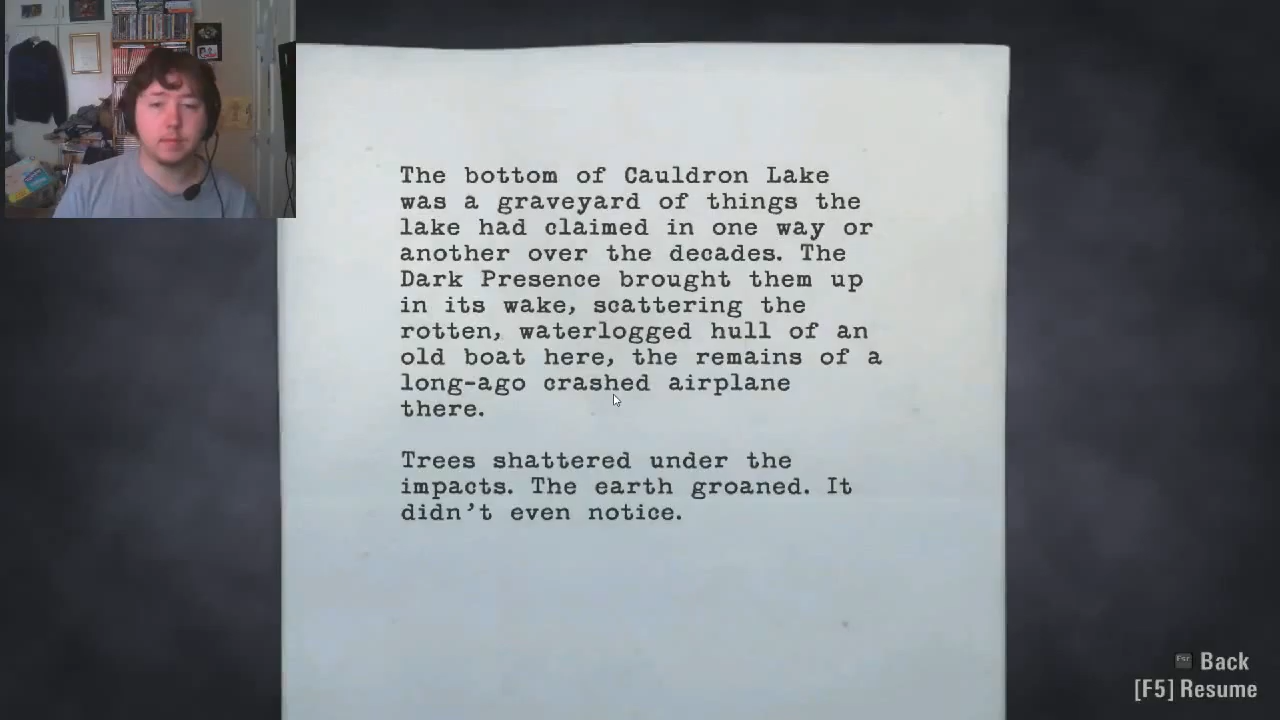 The bottom of Cauldron Lake
was a graveyard of things the
lake had claimed in one way or
another over the decades. The
Dark Presence brought them up
in its wake, scattering the
rotten, waterlogged hull of an
old boat here, the remains of a
long-ago crashed airplane
there.
Trees shattered under the
impacts. The earth groaned. It
didn't even notice.
Esc Back
[F5] Resume